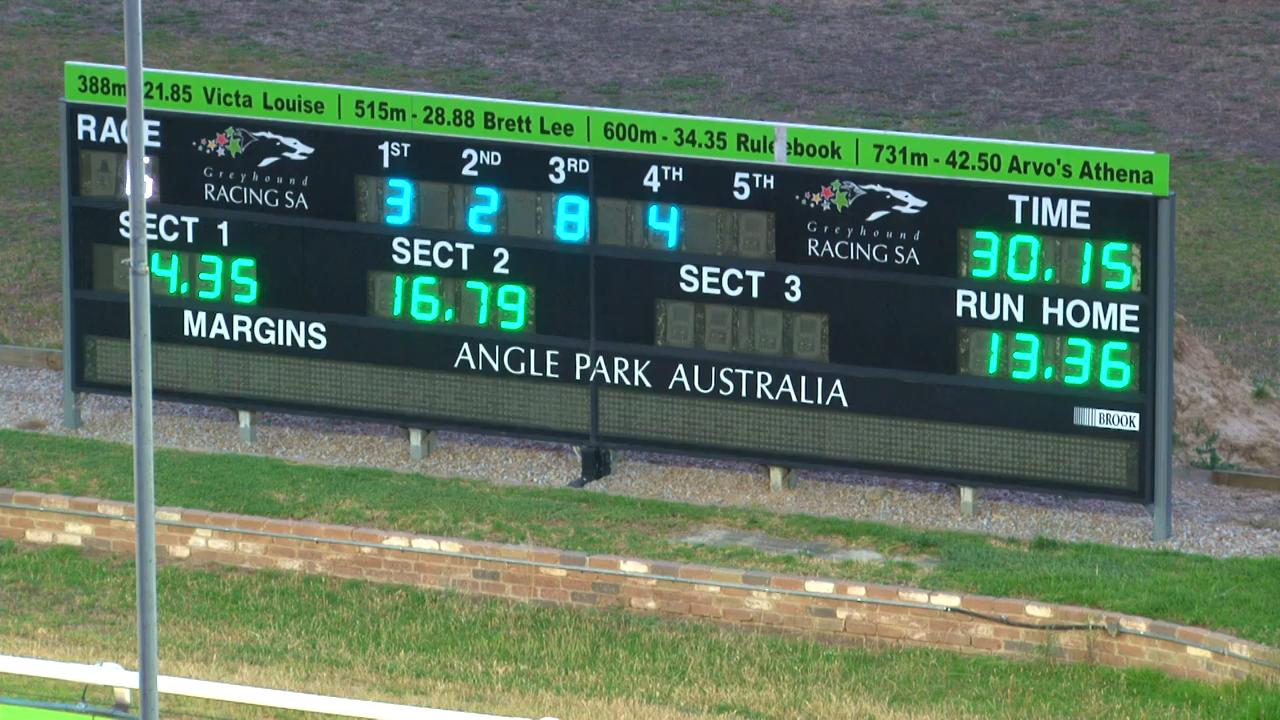 388m 21.85 Victa Louise | 515m - 28.88 Brett Lee | 600m - 34.35 Rulebook | 731m - 42.50 Arvo's Athena
RACE
Greyhound
RACING SA
1ST 2ND 3RD 4TH 5TH
3 2 8 4
Greyhound
RACING SA
TIME
30.15
SECT 1
4.35
SECT 2
16.79
SECT 3
RUN HOME
13.36
MARGINS
ANGLE PARK AUSTRALIA
BROOK